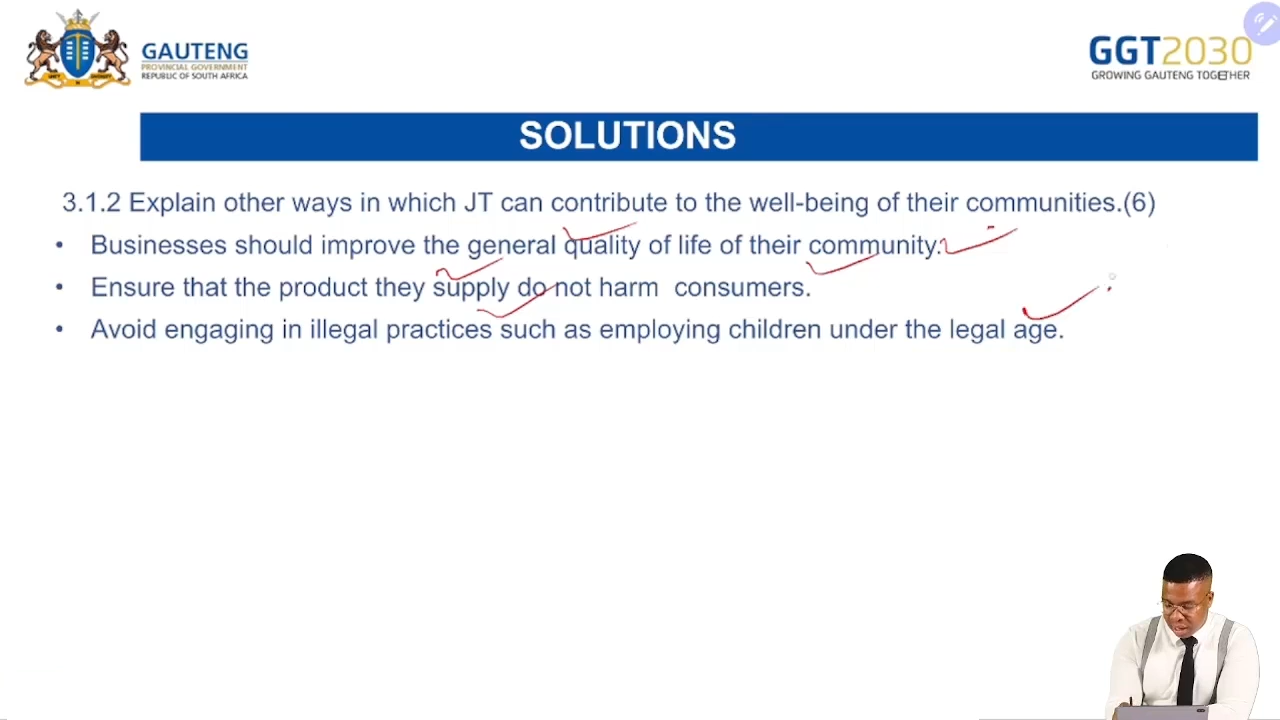 GAUTENG
PROVINCIAL GOVERNMENT
REPUBLIC OF SOUTH AFRICA
GGT2030
GROWING GAUTENG TOGETHER
SOLUTIONS
3.1.2 Explain other ways in which JT can contribute to the well-being of their communities.(6)
• Businesses should improve the general quality of life of their community.
• Ensure that the product they supply do not harm consumers.
• Avoid engaging in illegal practices such as employing children under the legal age.